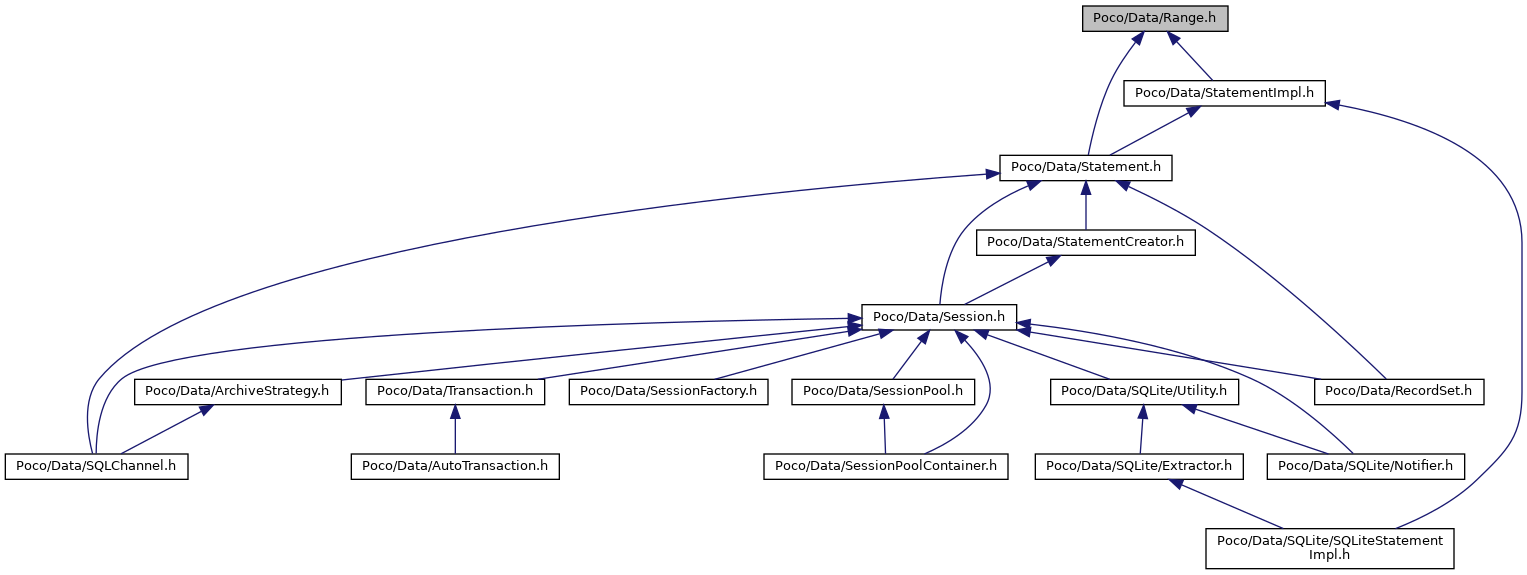 Poco/Data/Range.h
Poco/Data/StatementImpl.h
Poco/Data/Statement.h
Poco/Data/StatementCreator.h
Poco/Data/Session.h
Poco/Data/ArchiveStrategy.h
Poco/Data/Transaction.h
Poco/Data/SessionFactory.h
Poco/Data/SessionPool.h
Poco/Data/SQLite/Utility.h
Poco/Data/RecordSet.h
Poco/Data/SQLChannel.h
Poco/Data/AutoTransaction.h
Poco/Data/SessionPoolContainer.h
Poco/Data/SQLite/Extractor.h
Poco/Data/SQLite/Notifier.h
Poco/Data/SQLite/SQLiteStatement
Impl.h